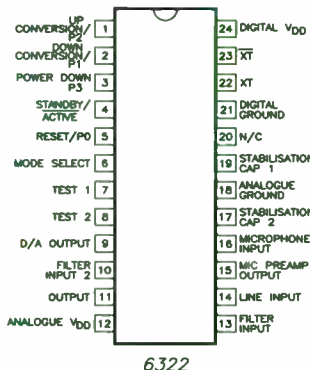 UP
CONVERSION/
P2
DOWN
CONVERSION/
P1
POWER DOWN
P3
STANDBY/
ACTIVE
RESET/P0
MODE SELECT
TEST 1
TEST 2
D/A OUTPUT
FILTER
INPUT 2
OUTPUT
ANALOGUE VDD
1
2
3
4
5
6
7
8
9
10
11
12
24
23
22
21
20
19
18
17
16
15
14
13
DIGITAL VDD
XT
XT
DIGITAL
GROUND
N/C
STABILISATION
CAP 1
ANALOGUE
GROUND
STABILISATION
CAP 2
MICROPHONE
INPUT
MIC PREAMP
OUTPUT
LINE INPUT
FILTER
INPUT
6322